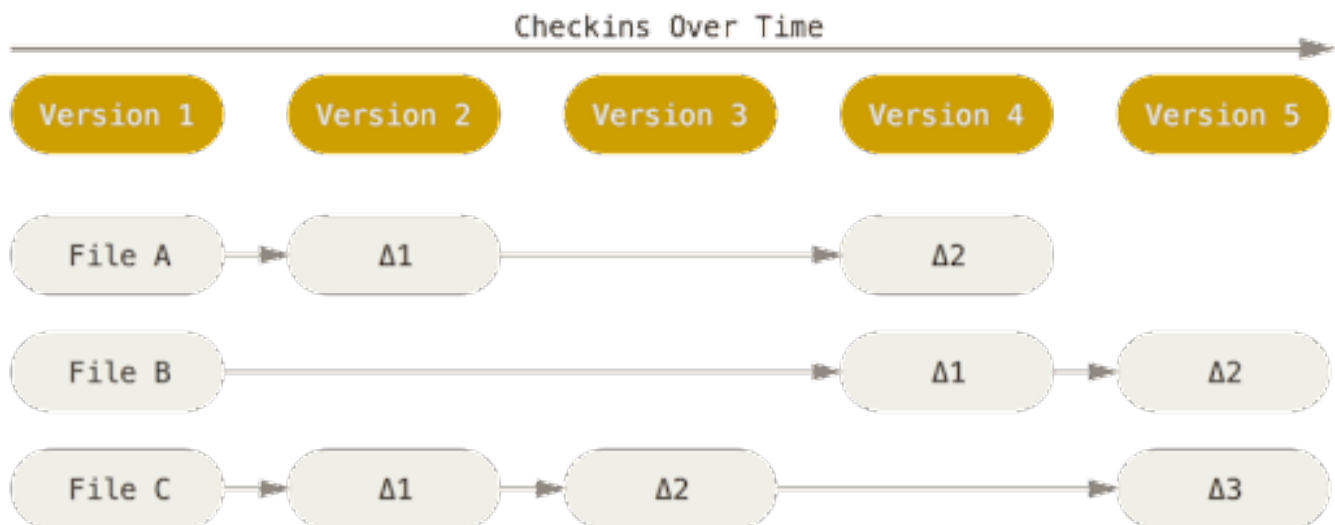 Checkins Over Time
Version 1 Version 2 Version 3 Version 4 Version 5
File A Δ1 Δ2
File B Δ1 Δ2
File C Δ1 Δ2 Δ3